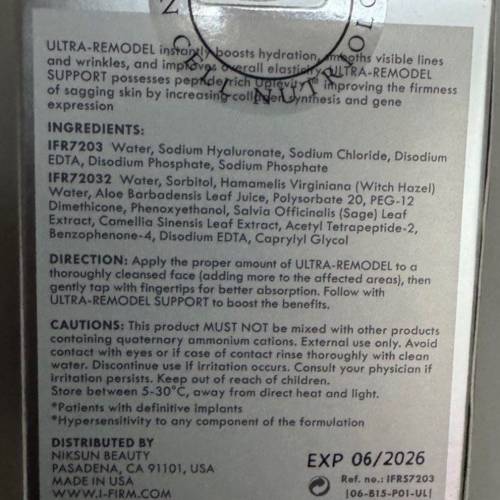 ULTRA-REMODEL instantly boosts hydration, smooths visible lines
and wrinkles, and improves overall elasticity. ULTRA-REMODEL
SUPPORT possesses peptide-rich Uplevity™ improving the firmness
of sagging skin by increasing collagen synthesis and gene
expression
CELL NUT
INGREDIENTS:
IFR7203 Water, Sodium Hyaluronate, Sodium Chloride, Disodium
EDTA, Disodium Phosphate, Sodium Phosphate
IFR72032 Water, Sorbitol, Hamamelis Virginiana (Witch Hazel)
Water, Aloe Barbadensis Leaf Juice, Polysorbate 20, PEG-12
Dimethicone, Phenoxyethanol, Salvia Officinalis (Sage) Leaf
Extract, Camellia Sinensis Leaf Extract, Acetyl Tetrapeptide-2,
Benzophenone-4, Disodium EDTA, Caprylyl Glycol
DIRECTION: Apply the proper amount of ULTRA-REMODEL to a
thoroughly cleansed face (adding more to the affected areas), then
gently tap with fingertips for better absorption. Follow with
ULTRA-REMODEL SUPPORT to boost the benefits.
CAUTIONS: This product MUST NOT be mixed with other products
containing quaternary ammonium cations. External use only. Avoid
contact with eyes or if case of contact rinse thoroughly with clean
water. Discontinue use if irritation occurs. Consult your physician if
irritation persists. Keep out of reach of children.
Store between 5-30°C, away from direct heat and light.
*Patients with definitive implants
*Hypersensitivity to any component of the formulation
DISTRIBUTED BY
NIKSUN BEAUTY
PASADENA, CA 91101, USA
MADE IN USA
WWW.I-FIRM.COM
EXP 06/2026
Ref. no.: IFRS7203
[06-B15-P01-UL]